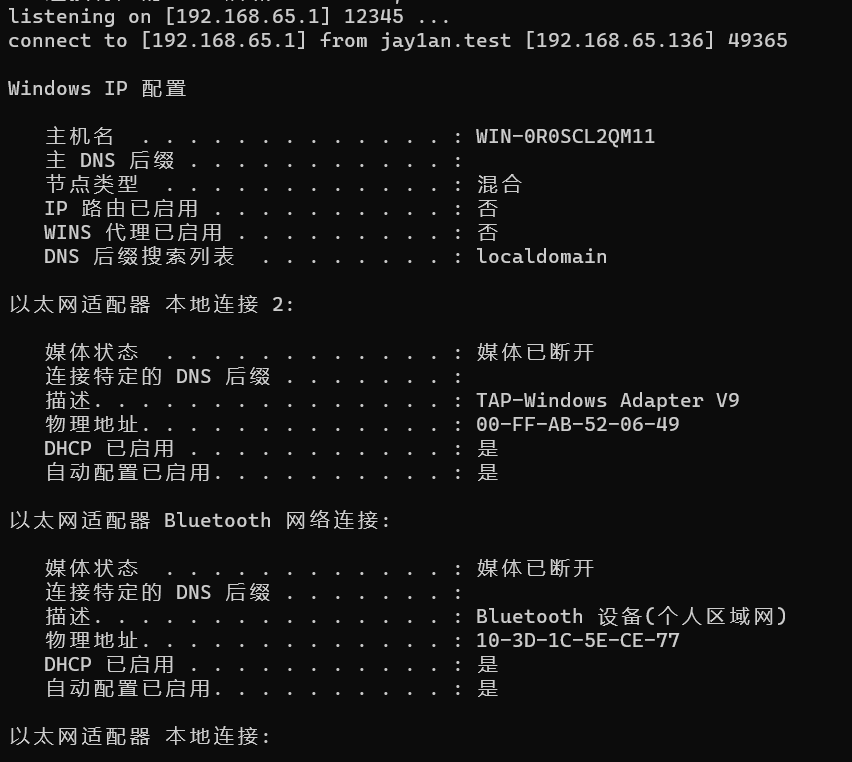 listening on [192.168.65.1] 12345 ...
connect to [192.168.65.1] from jay1an.test [192.168.65.136] 49365
Windows IP 配置
主机名  . . . . . . . . . . . . . : WIN-0R0SCL2QM11
主 DNS 后缀 . . . . . . . . . . . :
节点类型  . . . . . . . . . . . . : 混合
IP 路由已启用 . . . . . . . . . . : 否
WINS 代理已启用 . . . . . . . . . : 否
DNS 后缀搜索列表  . . . . . . . . : localdomain
以太网适配器 本地连接 2:
媒体状态  . . . . . . . . . . . . : 媒体已断开
连接特定的 DNS 后缀 . . . . . . . :
描述. . . . . . . . . . . . . . . : TAP-Windows Adapter V9
物理地址. . . . . . . . . . . . . : 00-FF-AB-52-06-49
DHCP 已启用 . . . . . . . . . . . : 是
自动配置已启用. . . . . . . . . . : 是
以太网适配器 Bluetooth 网络连接:
媒体状态  . . . . . . . . . . . . : 媒体已断开
连接特定的 DNS 后缀 . . . . . . . :
描述. . . . . . . . . . . . . . . : Bluetooth 设备(个人区域网)
物理地址. . . . . . . . . . . . . : 10-3D-1C-5E-CE-77
DHCP 已启用 . . . . . . . . . . . : 是
自动配置已启用. . . . . . . . . . : 是
以太网适配器 本地连接: